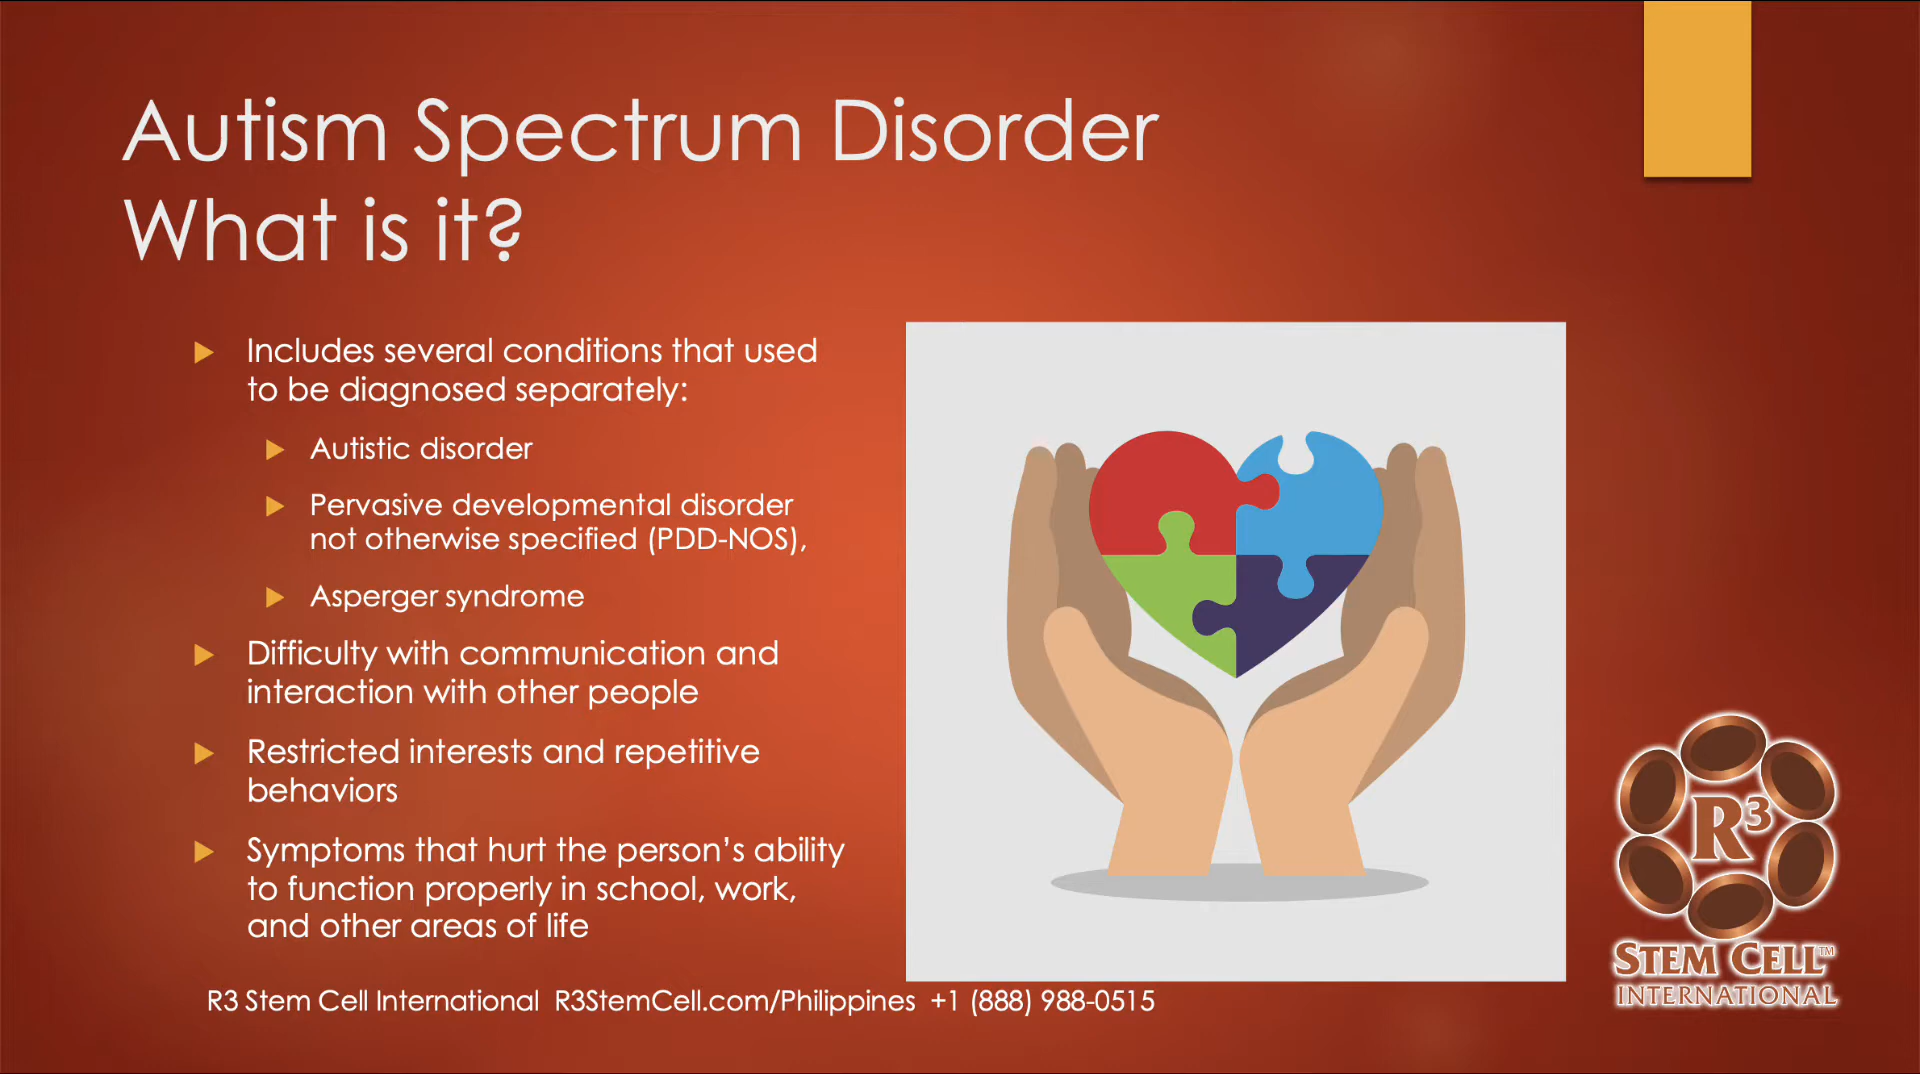 Autism Spectrum Disorder
What is it?
Includes several conditions that used
to be diagnosed separately:
Autistic disorder
Pervasive developmental disorder
not otherwise specified (PDD-NOS),
Asperger syndrome
Difficulty with communication and
interaction with other people
Restricted interests and repetitive
behaviors
Symptoms that hurt the person's ability
to function properly in school, work,
and other areas of life
R3 Stem Cell International R3StemCell.com/Philippines +1 (888) 988-0515
R³
STEM CELL™
INTERNATIONAL